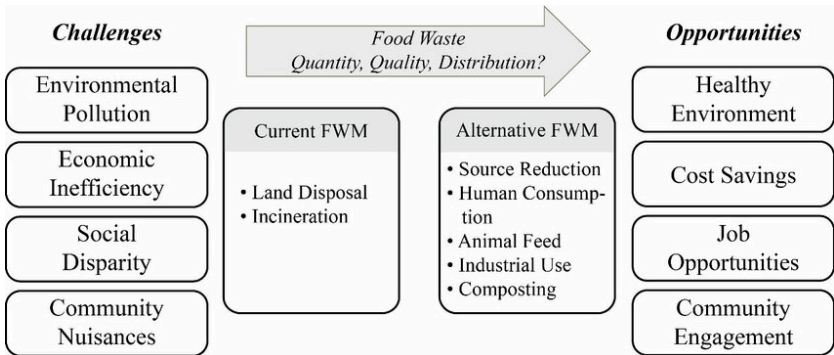 Challenges
Environmental
Pollution
Economic
Inefficiency
Social
Disparity
Community
Nuisances
Food Waste
Quantity, Quality, Distribution?
Current FWM
• Land Disposal
• Incineration
Alternative FWM
• Source Reduction
• Human Consump-
tion
• Animal Feed
• Industrial Use
• Composting
Opportunities
Healthy
Environment
Cost Savings
Job
Opportunities
Community
Engagement